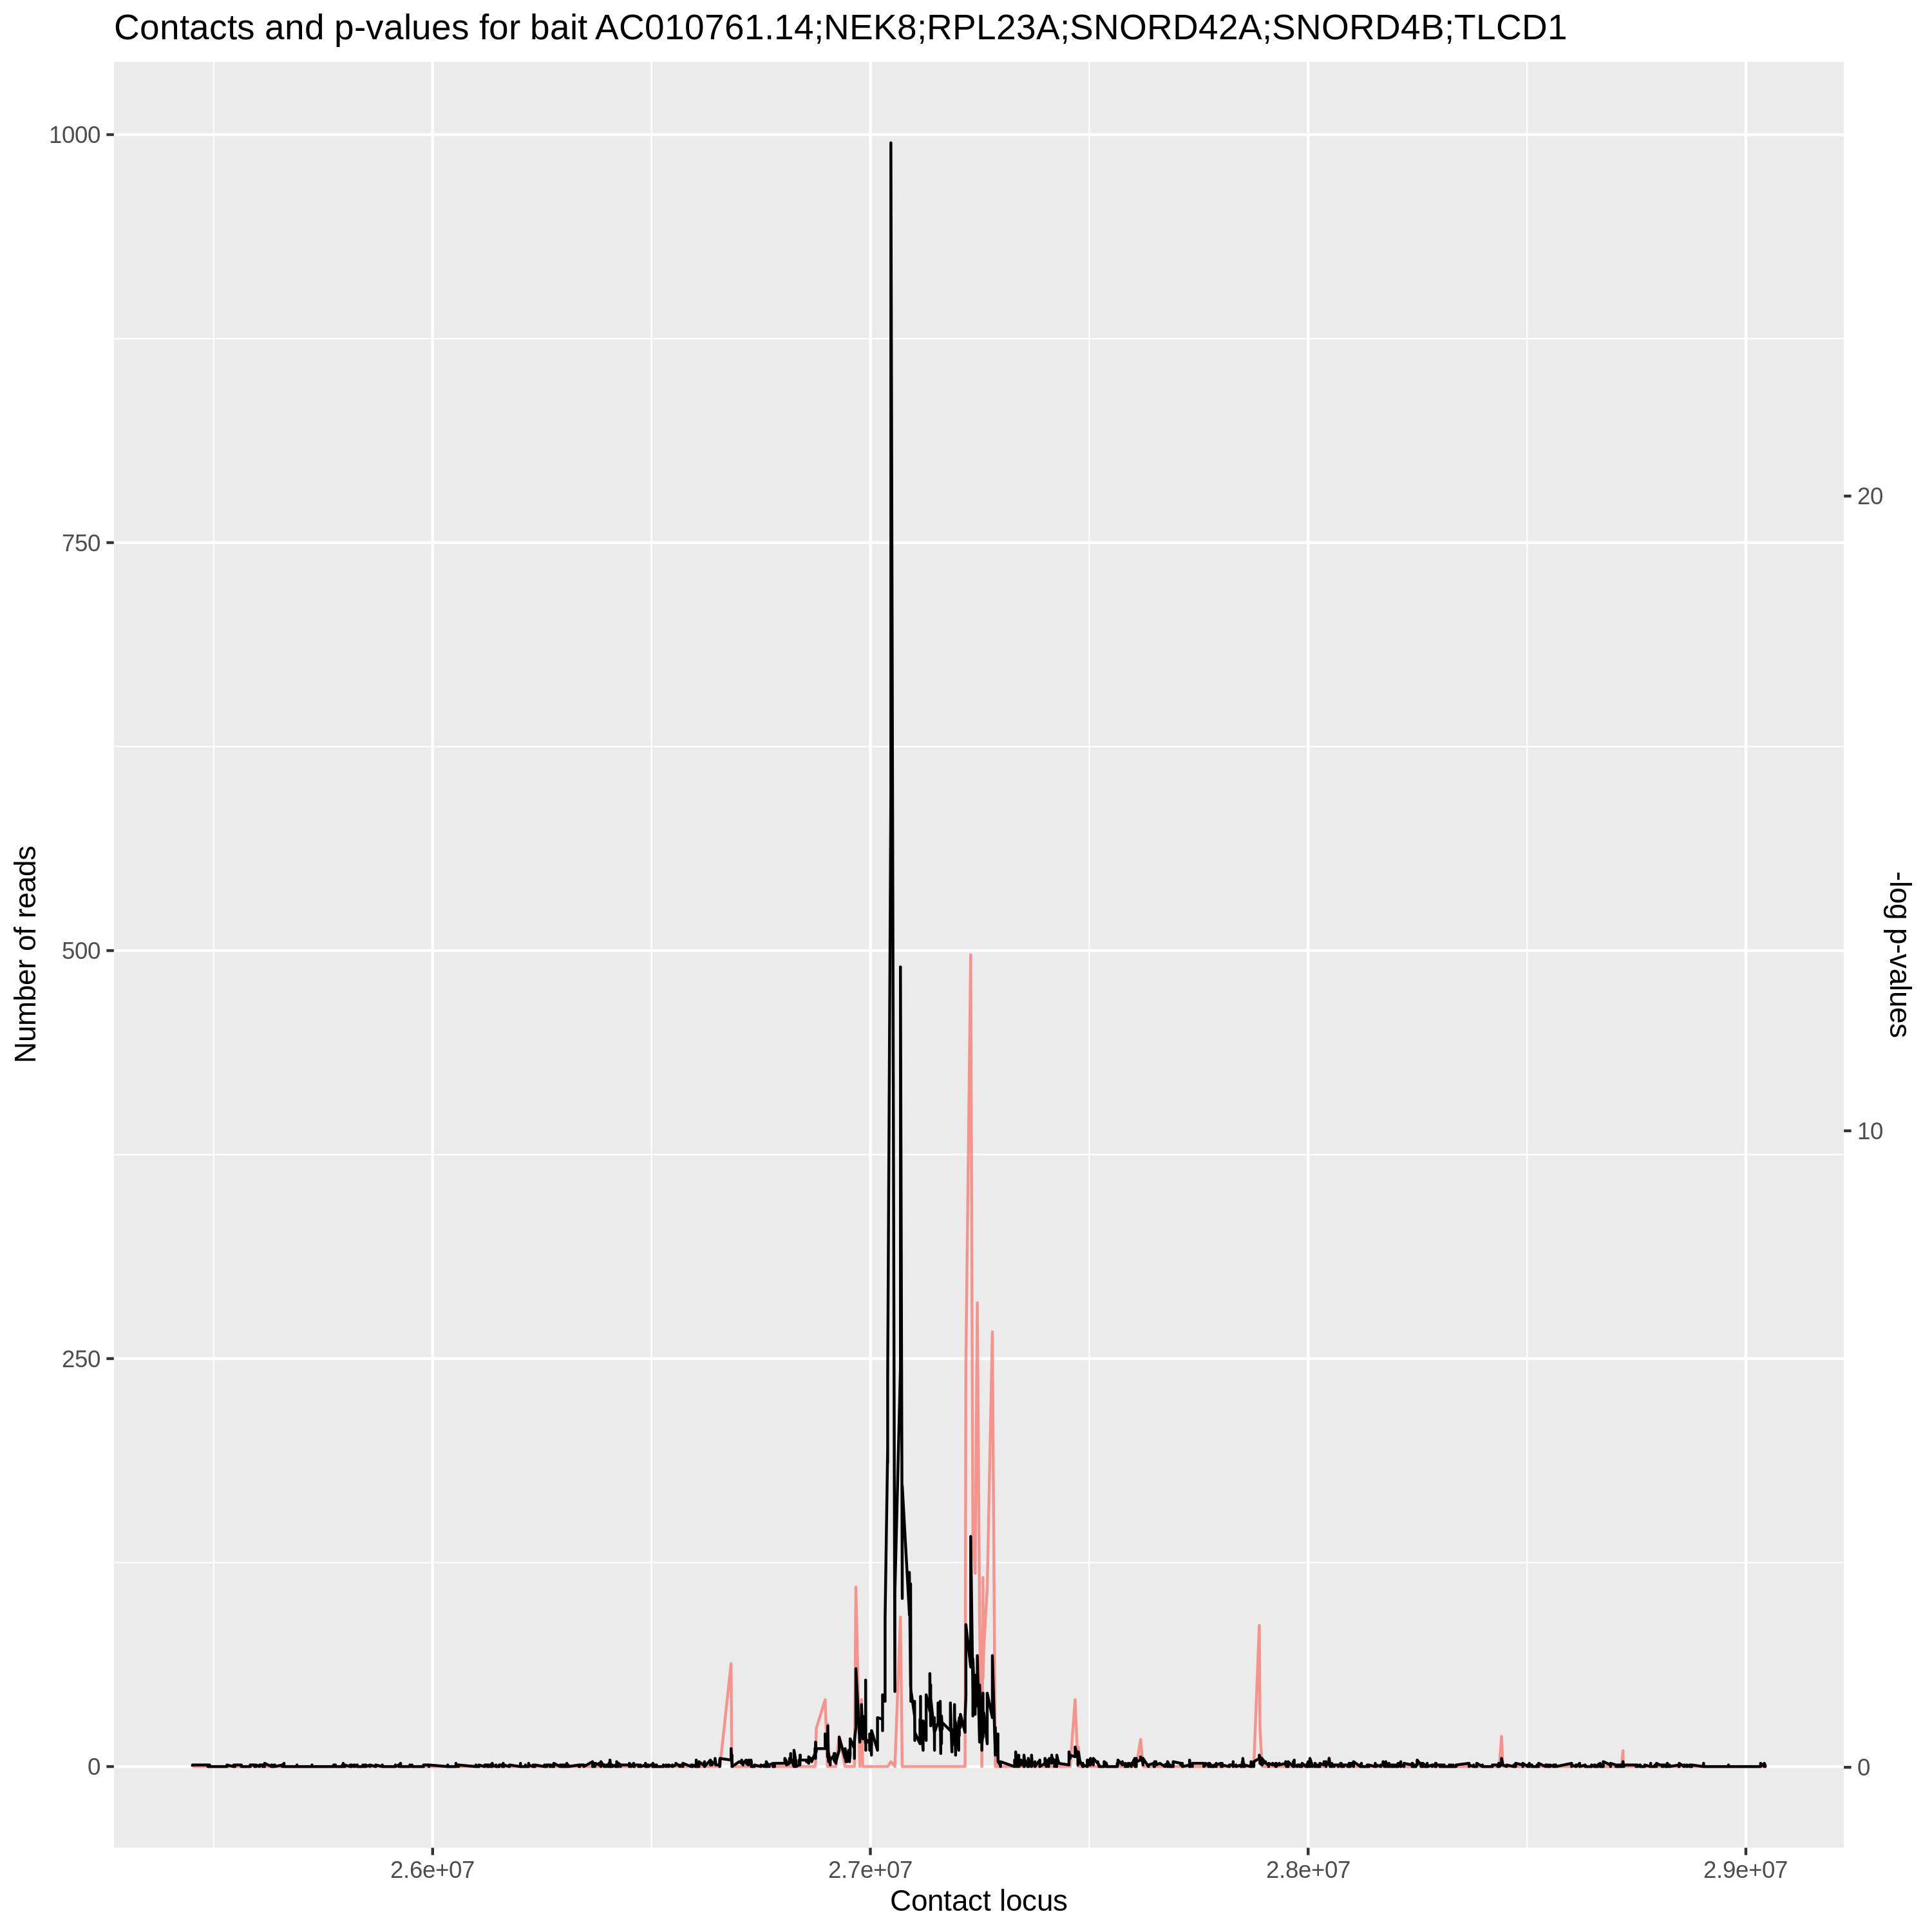 Contacts and p-values for bait AC010761.14;NEK8;RPL23A;SNORD42A;SNORD4B;TLCD1
1000
750
500
250
0
Number of reads
20
10
0
-log p-values
2.6e+07
2.7e+07
2.8e+07
2.9e+07
Contact locus